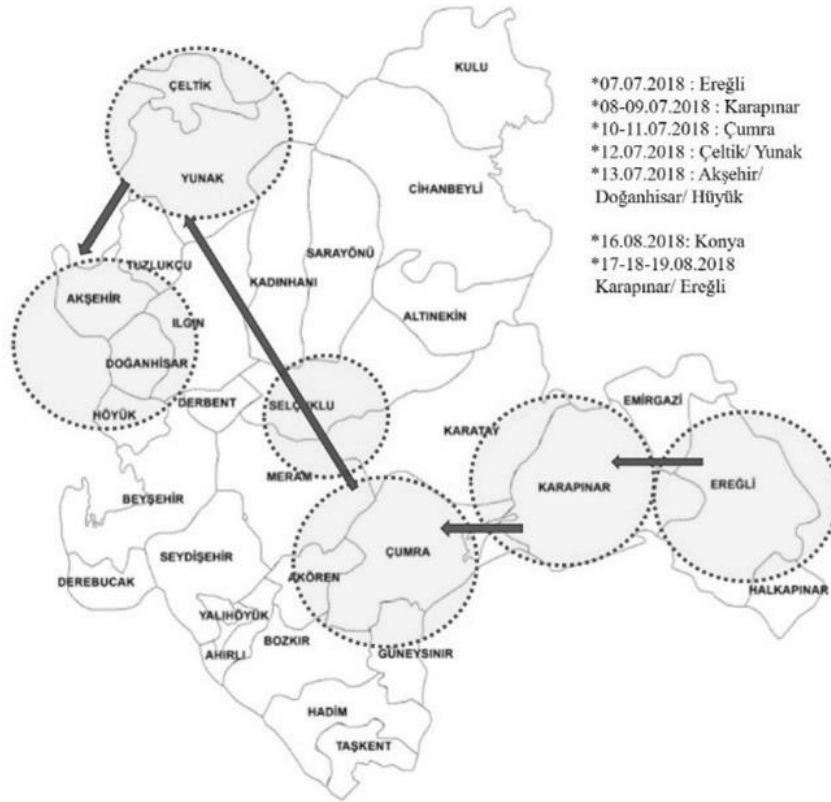 KULU
ÇELTİK
*07.07.2018 : Ereğli
*08-09.07.2018 : Karapınar
*10-11.07.2018 : Çumra
*12.07.2018 : Çeltik/ Yunak
*13.07.2018 : Akşehir/
Doğanhisar/ Hüyük
*16.08.2018: Konya
*17-18-19.08.2018
Karapınar/ Ereğli
YUNAK
CİHANBEYLİ
SARAYÖNÜ
TUZLUKÇU
KADINHANI
AKŞEHİR
ALTINEKİN
ILGIN
DOĞANHİSAR
DERBENT
SELÇUKLU
EMİRGAZİ
HÖYÜK
KARATAY
MERAM
EREĞLİ
KARAPINAR
BEYŞEHİR
ÇUMRA
SEYDİŞEHİR
AKÖREN
DEREBUCAK
HALKAPINAR
YALIHÖYÜK
BOZKIR
AHIRLI
GÜNEYSINIR
HADİM
TAŞKENT